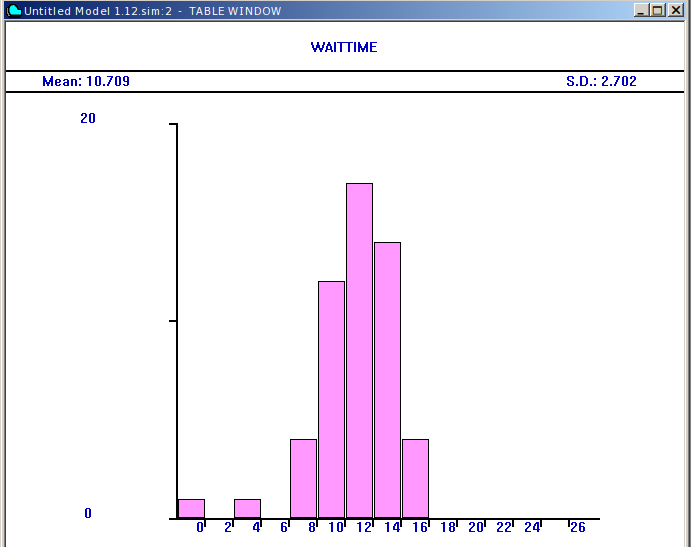 Untitled Model 1.12.sim:2 - TABLE WINDOW
WAITTIME
Mean: 10.709 S.D.: 2.702
20
0
0 2 4 6 8 10 12 14 16 18 20 22 24 26